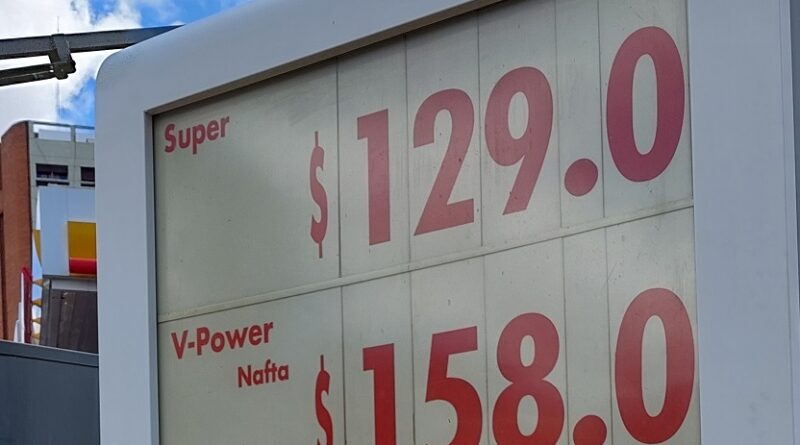 Super
$ 129.0
V-Power
Nafta
$ 158.0